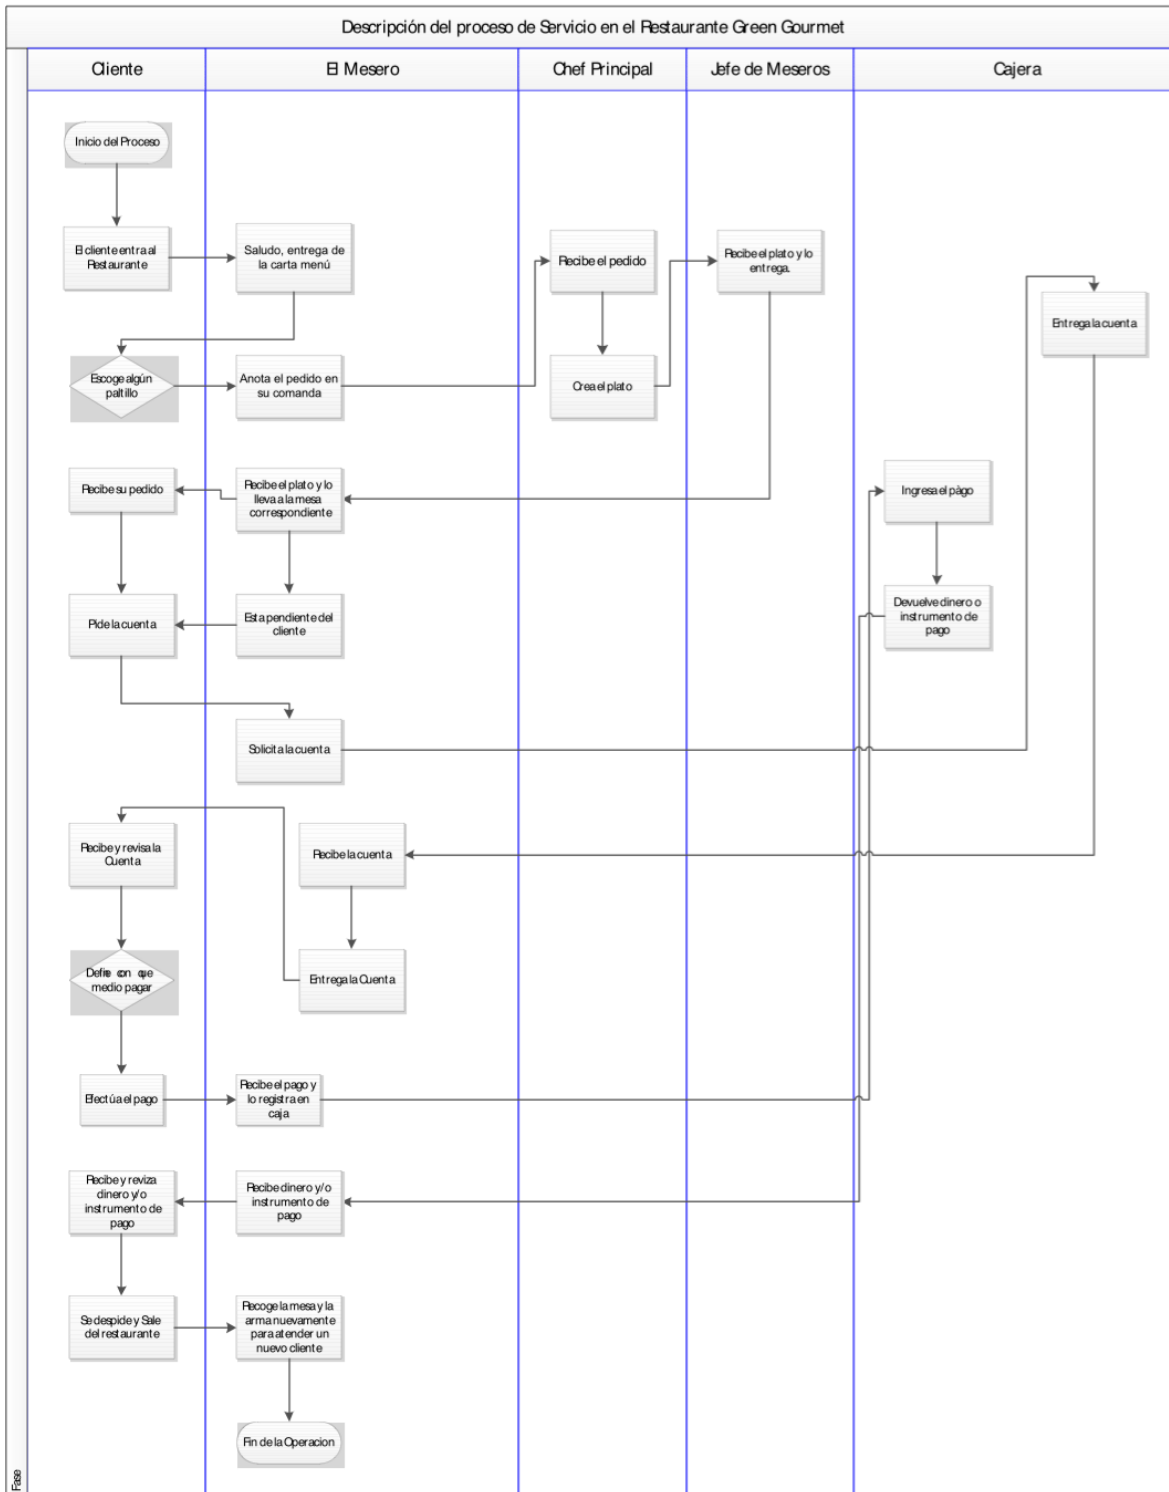 Descripción del proceso de Servicio en el Restaurante Green Gourmet
Cliente
El Mesero
Chef Principal
Jefe de Meseros
Cajera
Inicio del Proceso
El cliente entra al
Restaurante
Saludo, entrega de
la carta menú
Recibe el pedido
Recibe el plato y lo
entrega.
Entrega la cuenta
Escoge algún
paltillo
Anota el pedido en
su comanda
Crea el plato
Recibe su pedido
Recibe el plato y lo
lleva a la mesa
correspondiente
Ingresa el pàgo
Pide la cuenta
Esta pendiente del
cliente
Devuelve dinero o
instrumento de
pago
Solicita la cuenta
Recibe y revisa la
Cuenta
Recibe la cuenta
Define con que
medio pagar
Entrega la Cuenta
Efectúa el pago
Recibe el pago y
lo registra en
caja
Recibe y reviza
dinero y/o
instrumento de
pago
Recibe dinero y/o
instrumento de
pago
Se despide y Sale
del restaurante
Recoge la mesa y la
arma nuevamente
para atender un
nuevo cliente
Fin de la Operacion
Fase